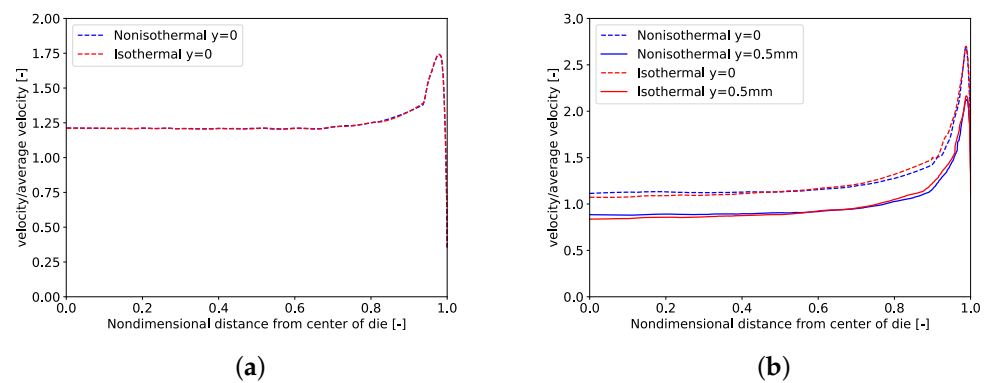 2.00
1.75
1.50
1.25
1.00
0.75
0.50
0.25
0.00
velocity/average velocity [-]
Nonisothermal y=0
Isothermal y=0
0.0 0.2 0.4 0.6 0.8 1.0
Nondimensional distance from center of die [-]
(a)
3.0
2.5
2.0
1.5
1.0
0.5
0.0
velocity/average velocity [-]
Nonisothermal y=0
Nonisothermal y=0.5mm
Isothermal y=0
Isothermal y=0.5mm
0.0 0.2 0.4 0.6 0.8 1.0
Nondimensional distance from center of die [-]
(b)